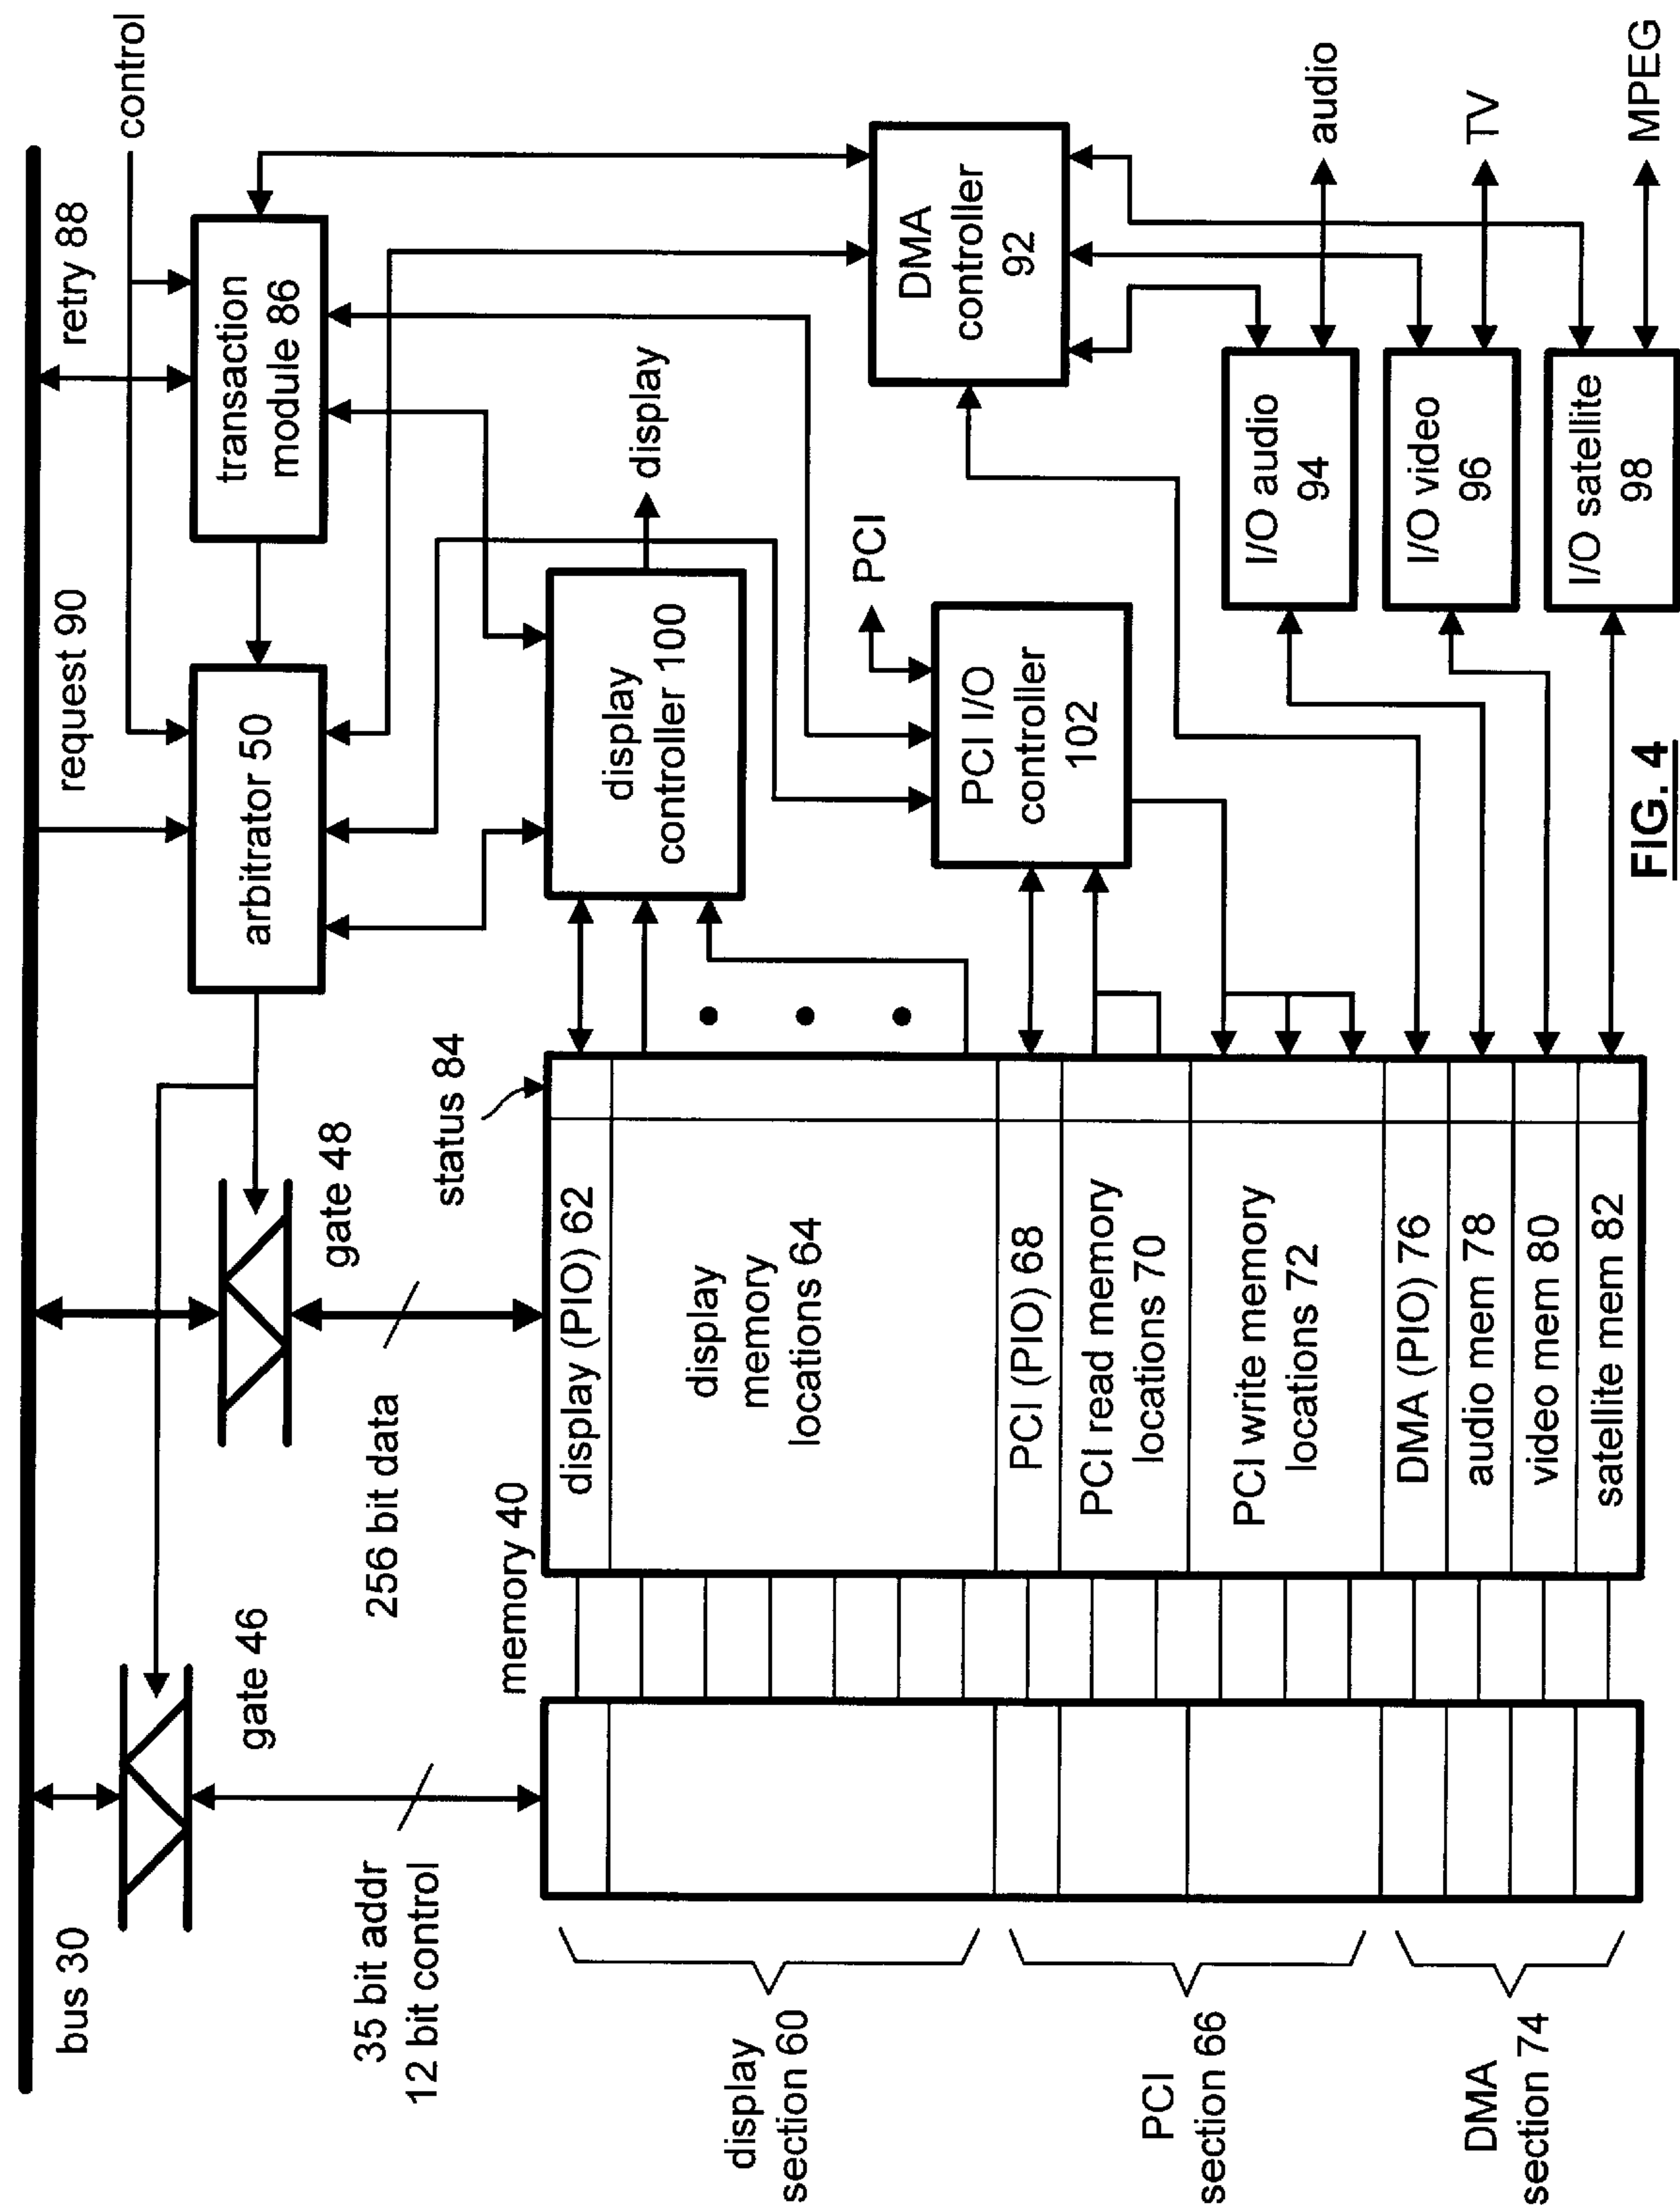 bus 30
request 90
retry 88
control
gate 46
gate 48
arbitrator 50
transaction
module 86
35 bit addr
12 bit control
256 bit data
status 84
memory 40
display
section 60
display (PIO) 62
display
memory
locations 64
display
controller 100
display
PCI
section 66
PCI (PIO) 68
PCI read memory
locations 70
PCI write memory
locations 72
PCI I/O
controller
102
PCI
DMA
controller
92
DMA
section 74
DMA (PIO) 76
audio mem 78
video mem 80
satellite mem 82
I/O audio
94
audio
I/O video
96
TV
I/O satellite
98
MPEG
FIG. 4